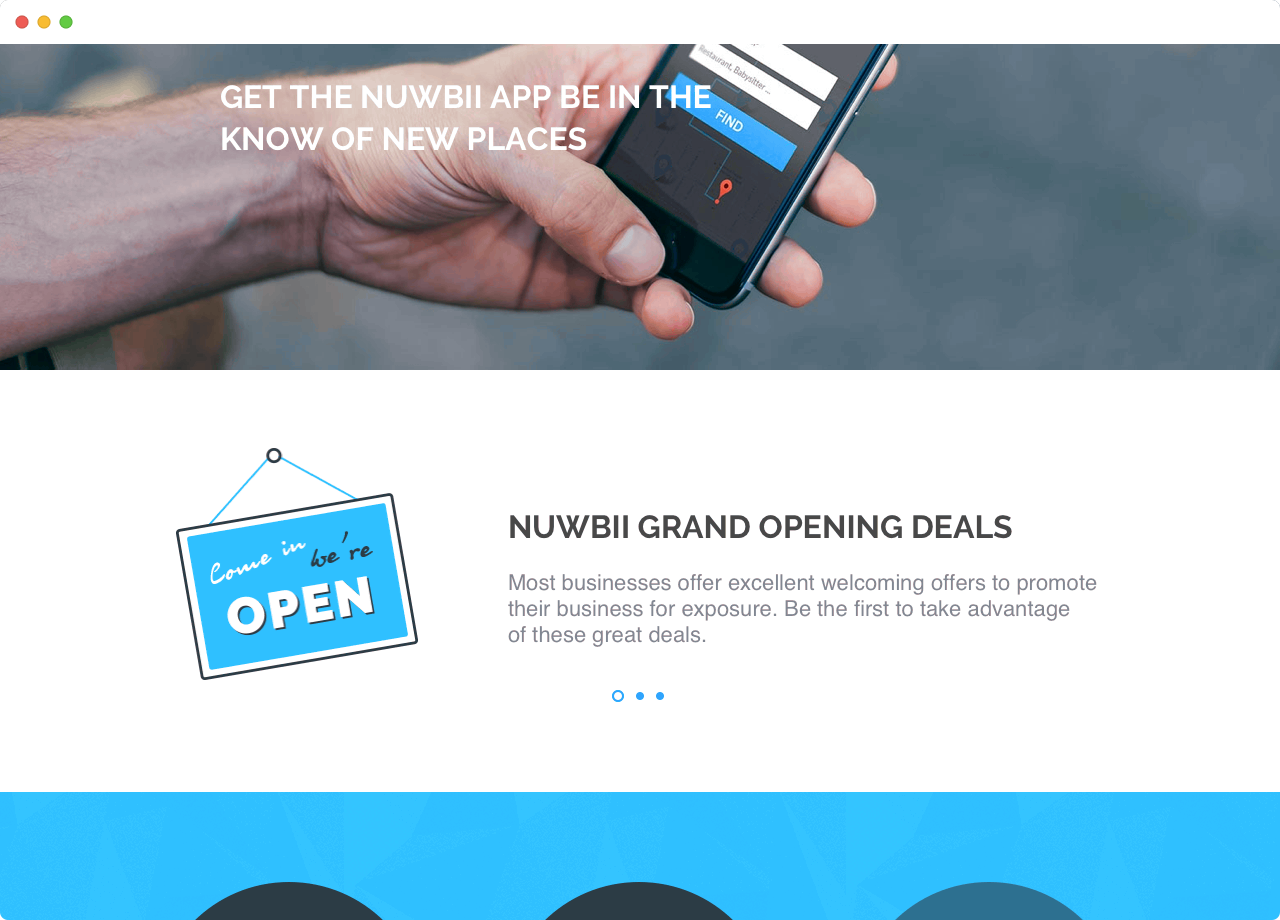 GET THE NUWBII APP BE IN THE
KNOW OF NEW PLACES
Restaurant, Babysitter ...
FIND
Come in
we're
OPEN
NUWBII GRAND OPENING DEALS
Most businesses offer excellent welcoming offers to promote
their business for exposure. Be the first to take advantage
of these great deals.